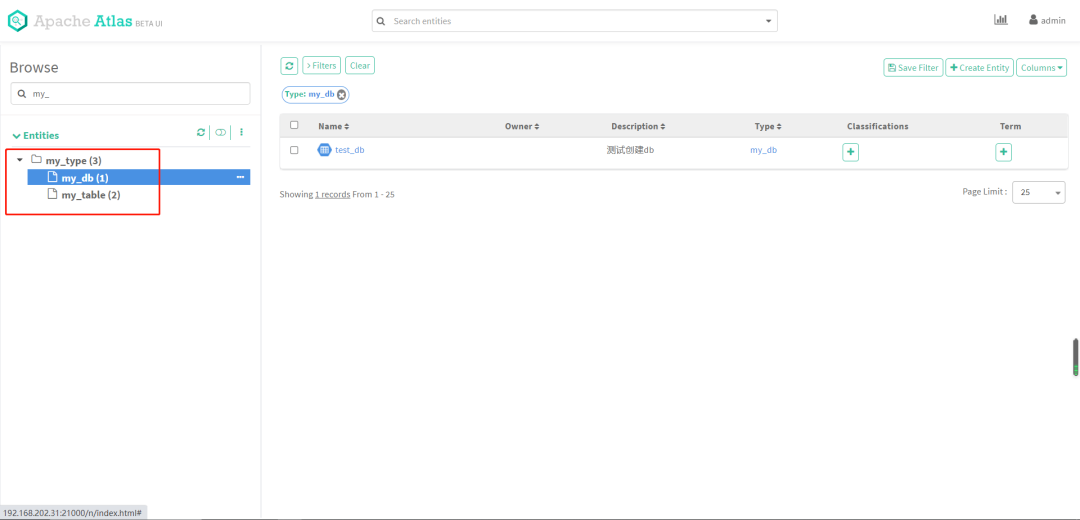 Apache Atlas BETA UI
Search entities
admin
Browse
my_
Entities
my_type (3)
my_db (1)
my_table (2)
> Filters
Clear
Save Filter
Create Entity
Columns
Type: my_db
Name Owner Description Type Classifications Term
test_db 测试创建db my_db
Showing 1 records From 1 - 25
Page Limit : 25
192.168.202.31:21000/n/index.html#